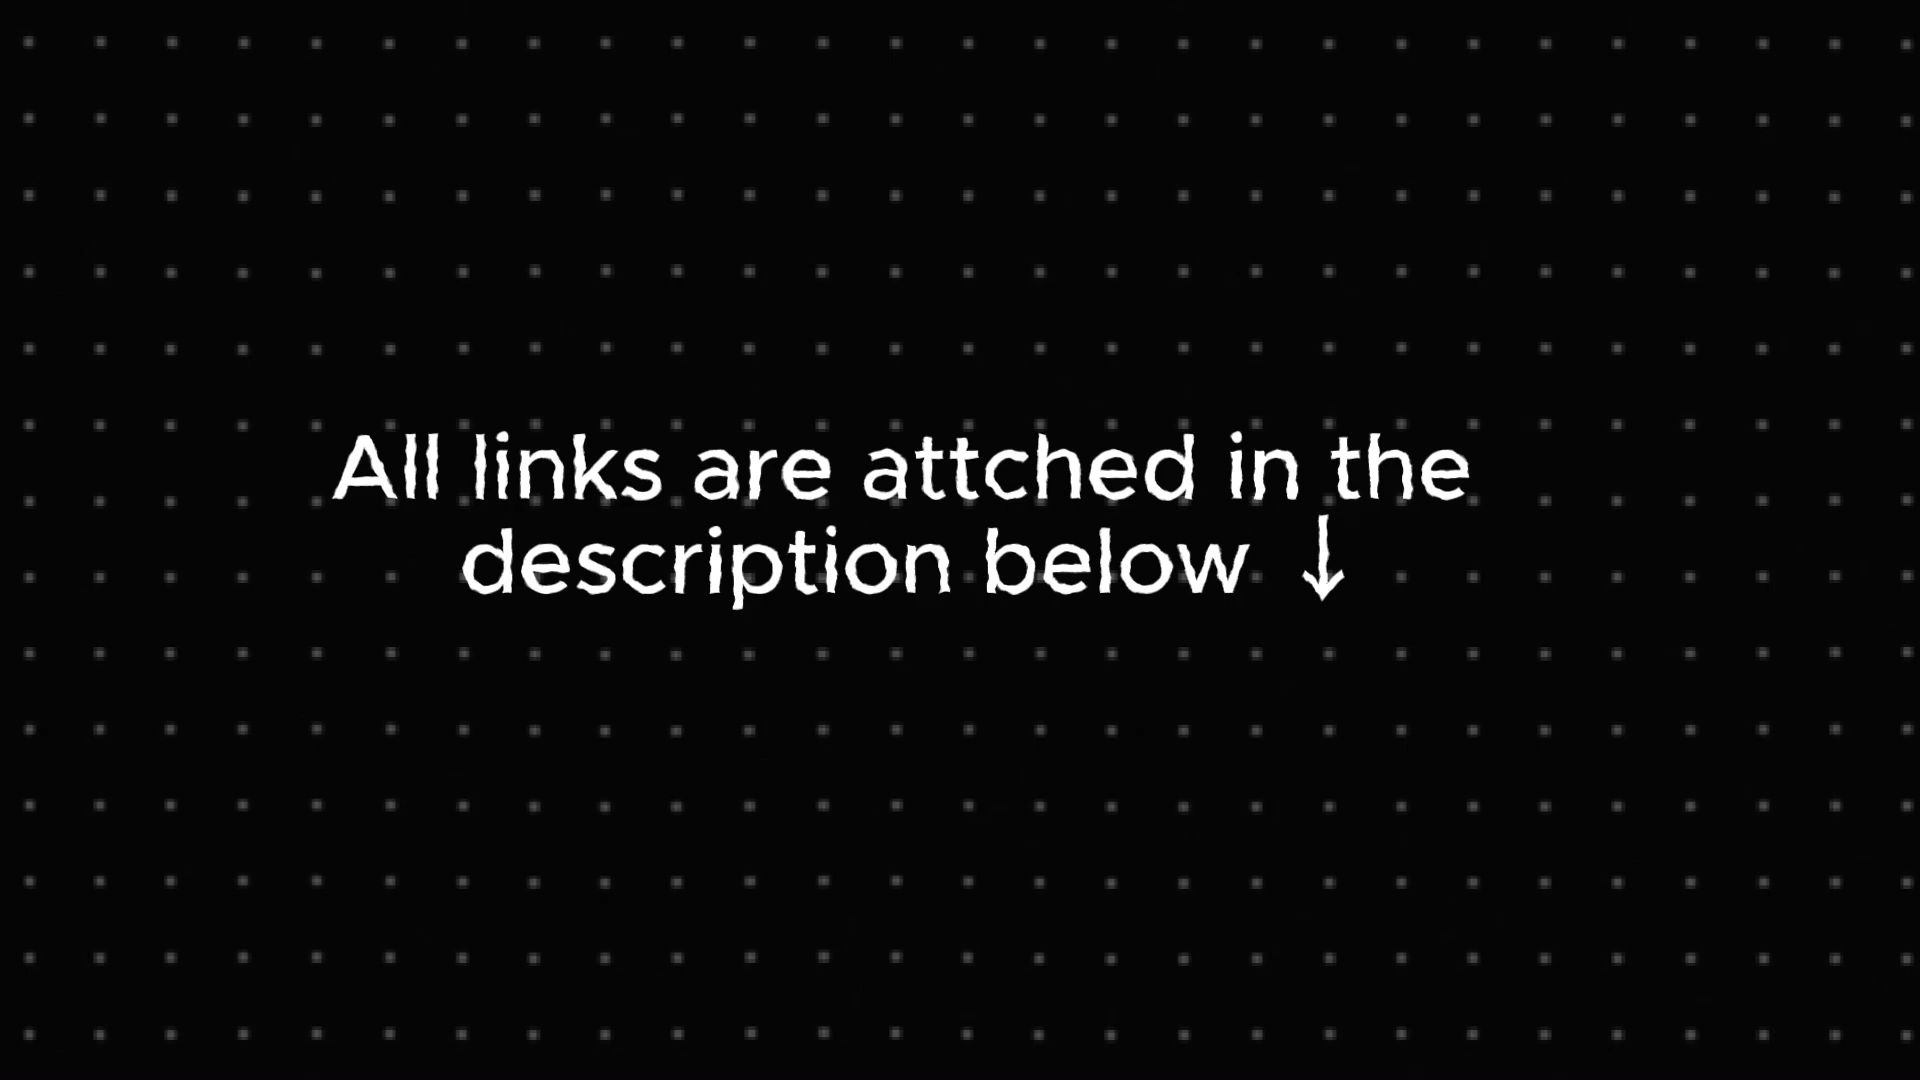 All links are attched in the
description below ↓